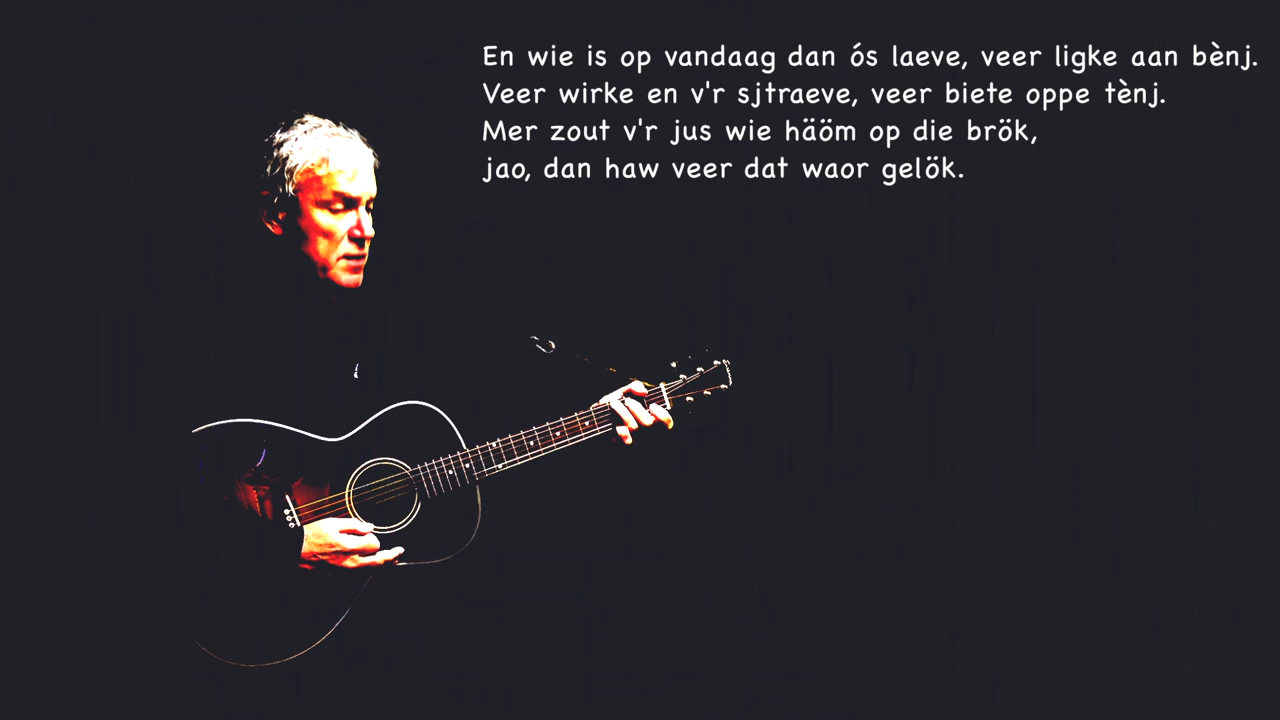 En wie is op vandaag dan ós laeve, veer ligke aan bènj.
Veer wirke en v'r sjtraeve, veer biete oppe tènj.
Mer zout v'r jus wie häöm op die brök,
jao, dan haw veer dat waor gelök.